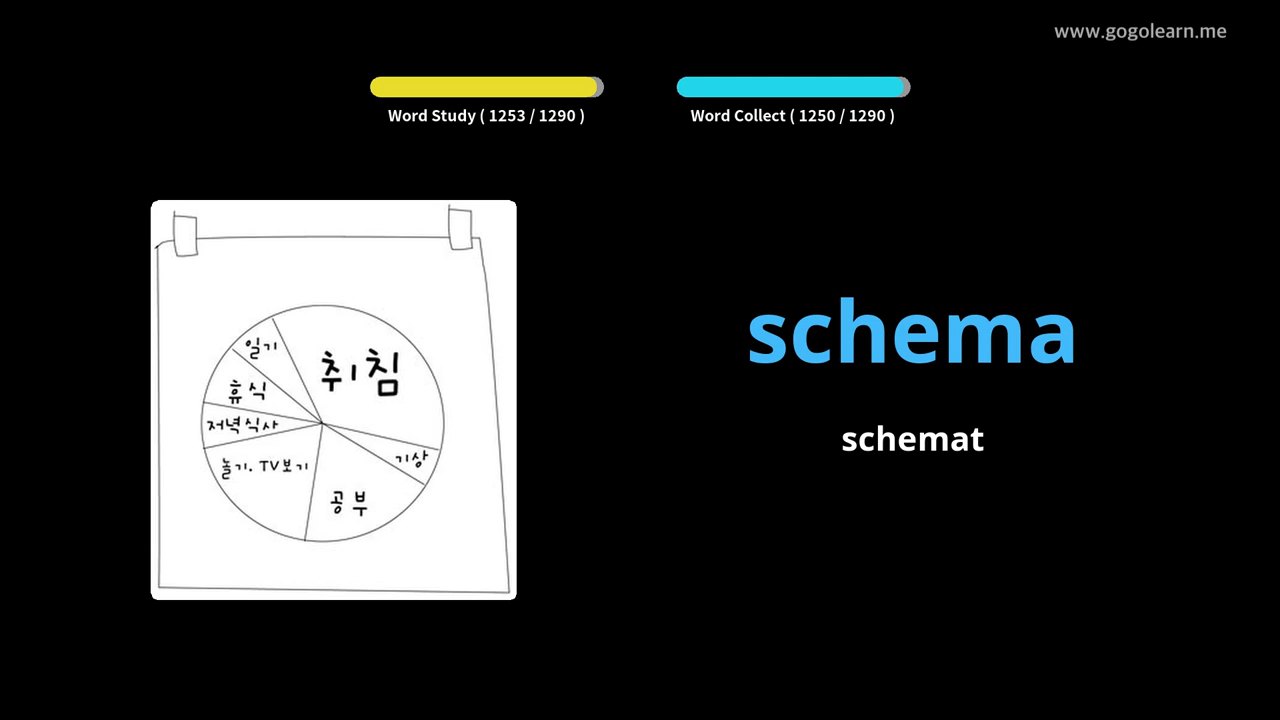 www.gogolearn.me
Word Study ( 1253 / 1290 )
Word Collect ( 1250 / 1290 )
일기
취침
휴식
저녁식사
놀기. TV보기
기상
공부
schema
schemat